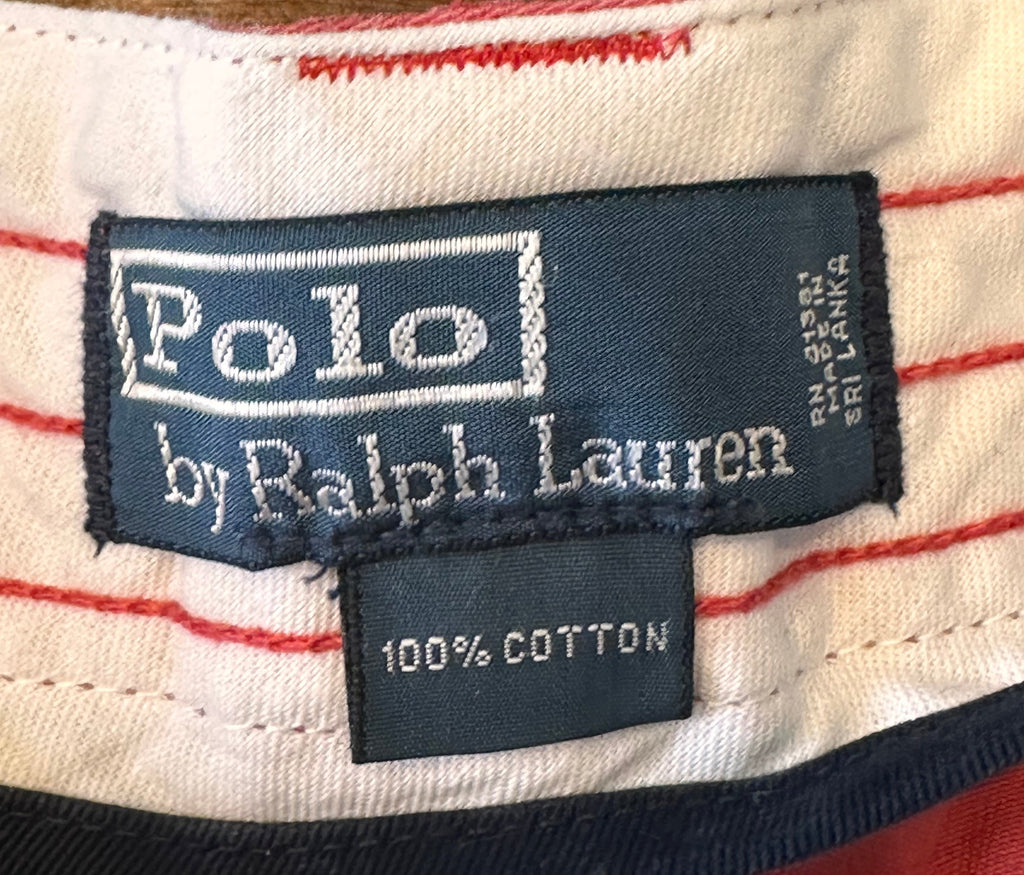 Polo
by Ralph Lauren
RN 41381
MADE IN
SRI LANKA
100% COTTON